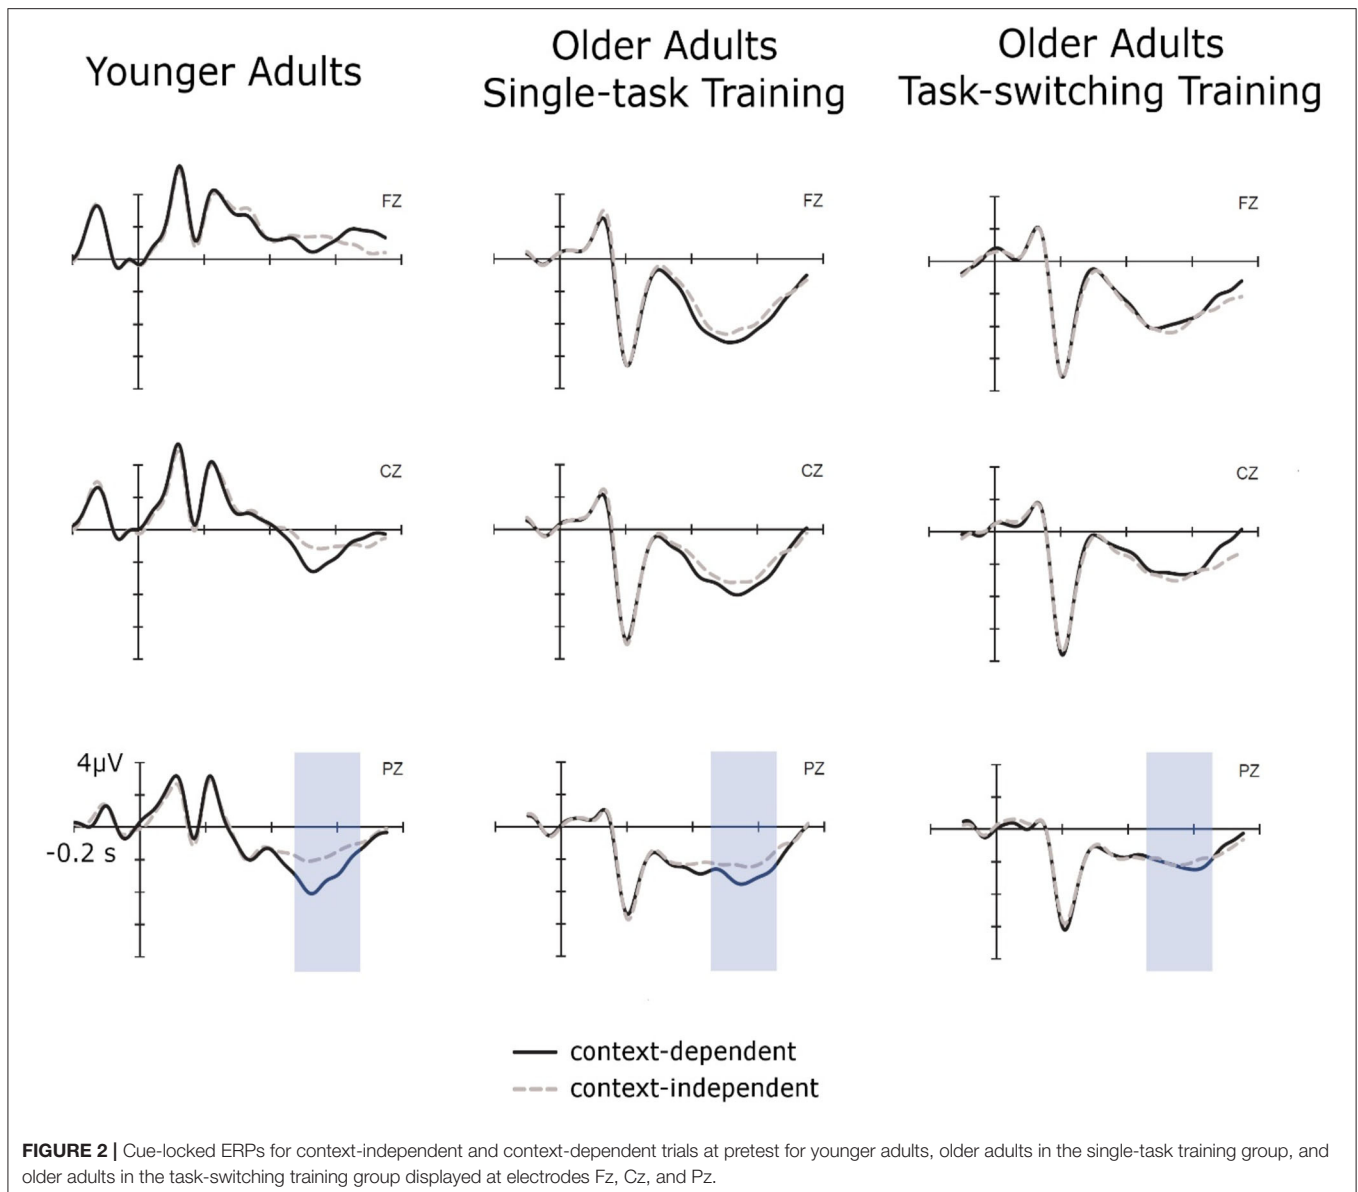 Younger Adults
Older Adults
Single-task Training
Older Adults
Task-switching Training
FZ
FZ
FZ
CZ
CZ
CZ
4µV
-0.2 s
PZ
PZ
PZ
context-dependent
context-independent
FIGURE 2 | Cue-locked ERPs for context-independent and context-dependent trials at pretest for younger adults, older adults in the single-task training group, and
older adults in the task-switching training group displayed at electrodes Fz, Cz, and Pz.